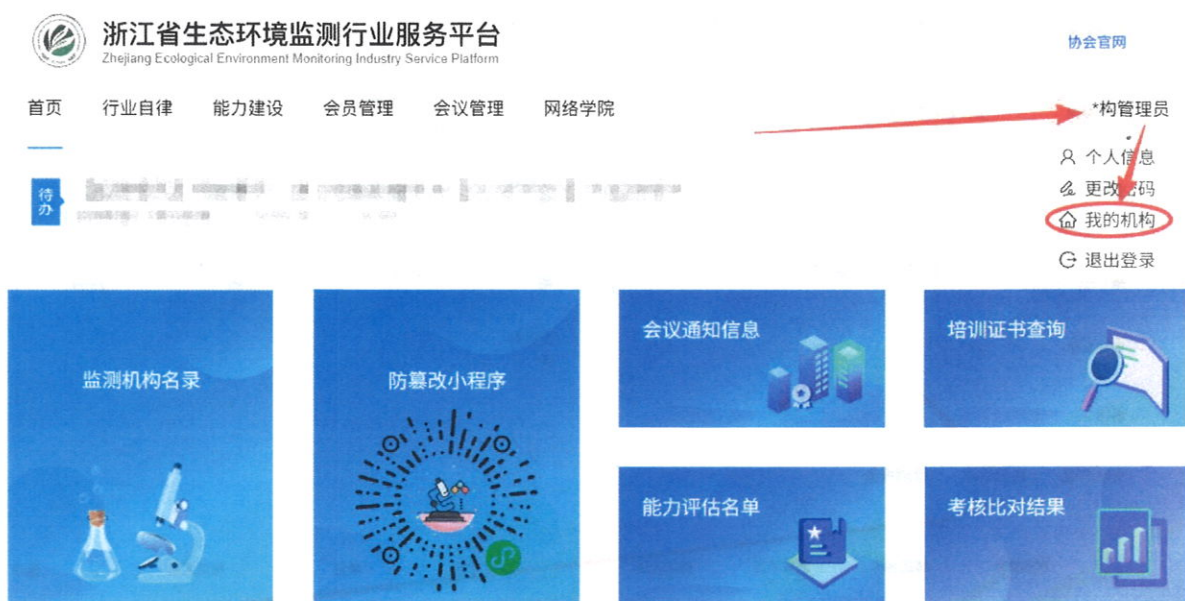 浙江省生态环境监测行业服务平台
Zhejiang Ecological Environment Monitoring Industry Service Platform
协会官网
首页 行业自律 能力建设 会员管理 会议管理 网络学院 *构管理员
个人信息
待办
更改密码
我的机构
退出登录
监测机构名录
防篡改小程序
会议通知信息
培训证书查询
能力评估名单
考核比对结果